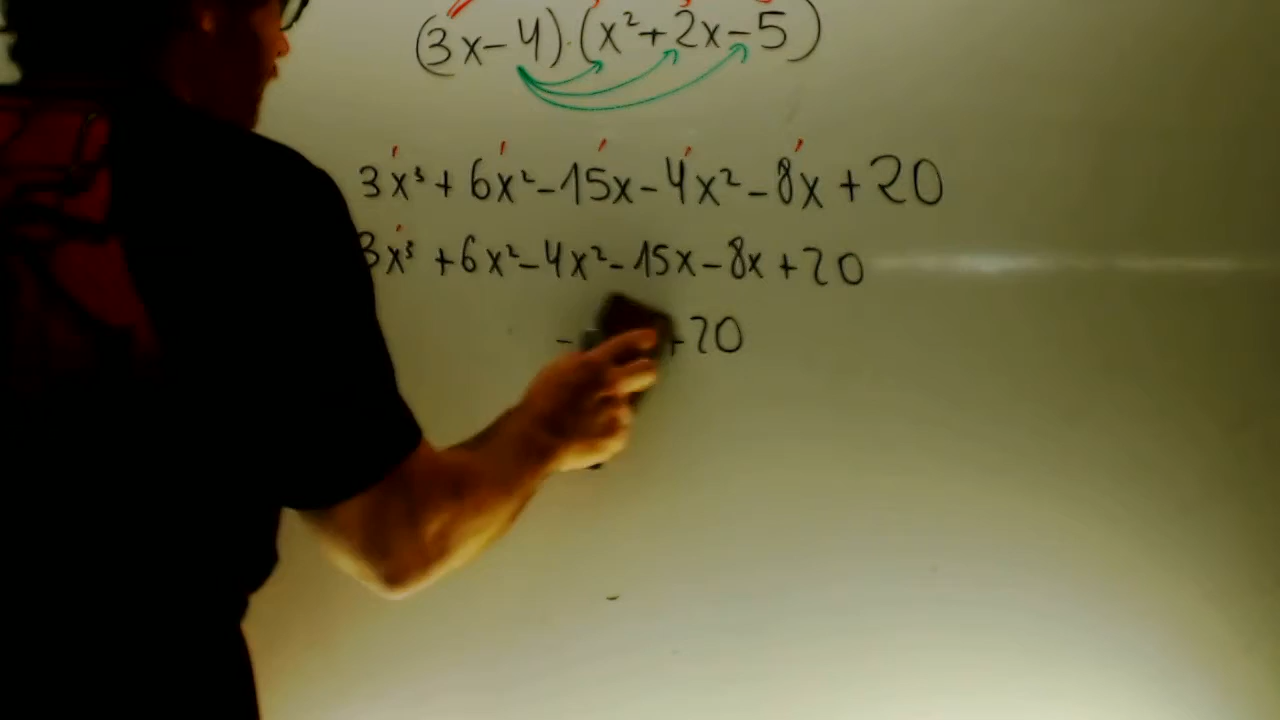 (3x-4)·(x²+2x-5)
3x³+6x²-15x-4x²-8x+20
3x³+6x²-4x²-15x-8x+20
- +20